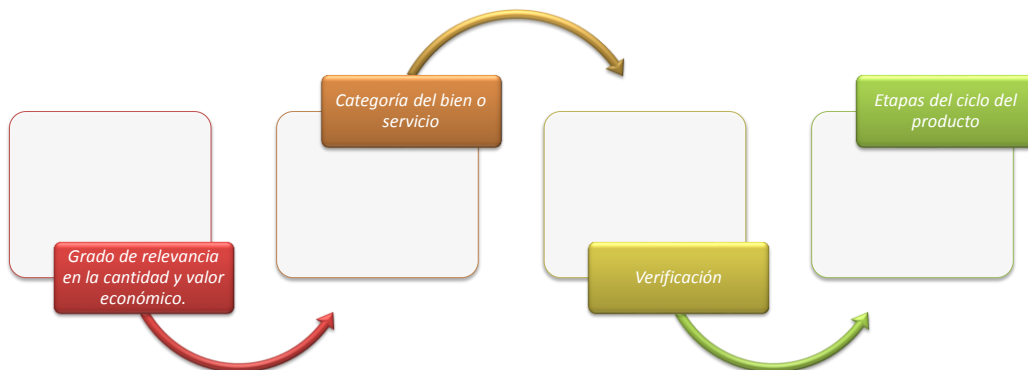 Grado de relevancia
en la cantidad y valor
económico.
Categoría del bien o
servicio
Verificación
Etapas del ciclo del
producto